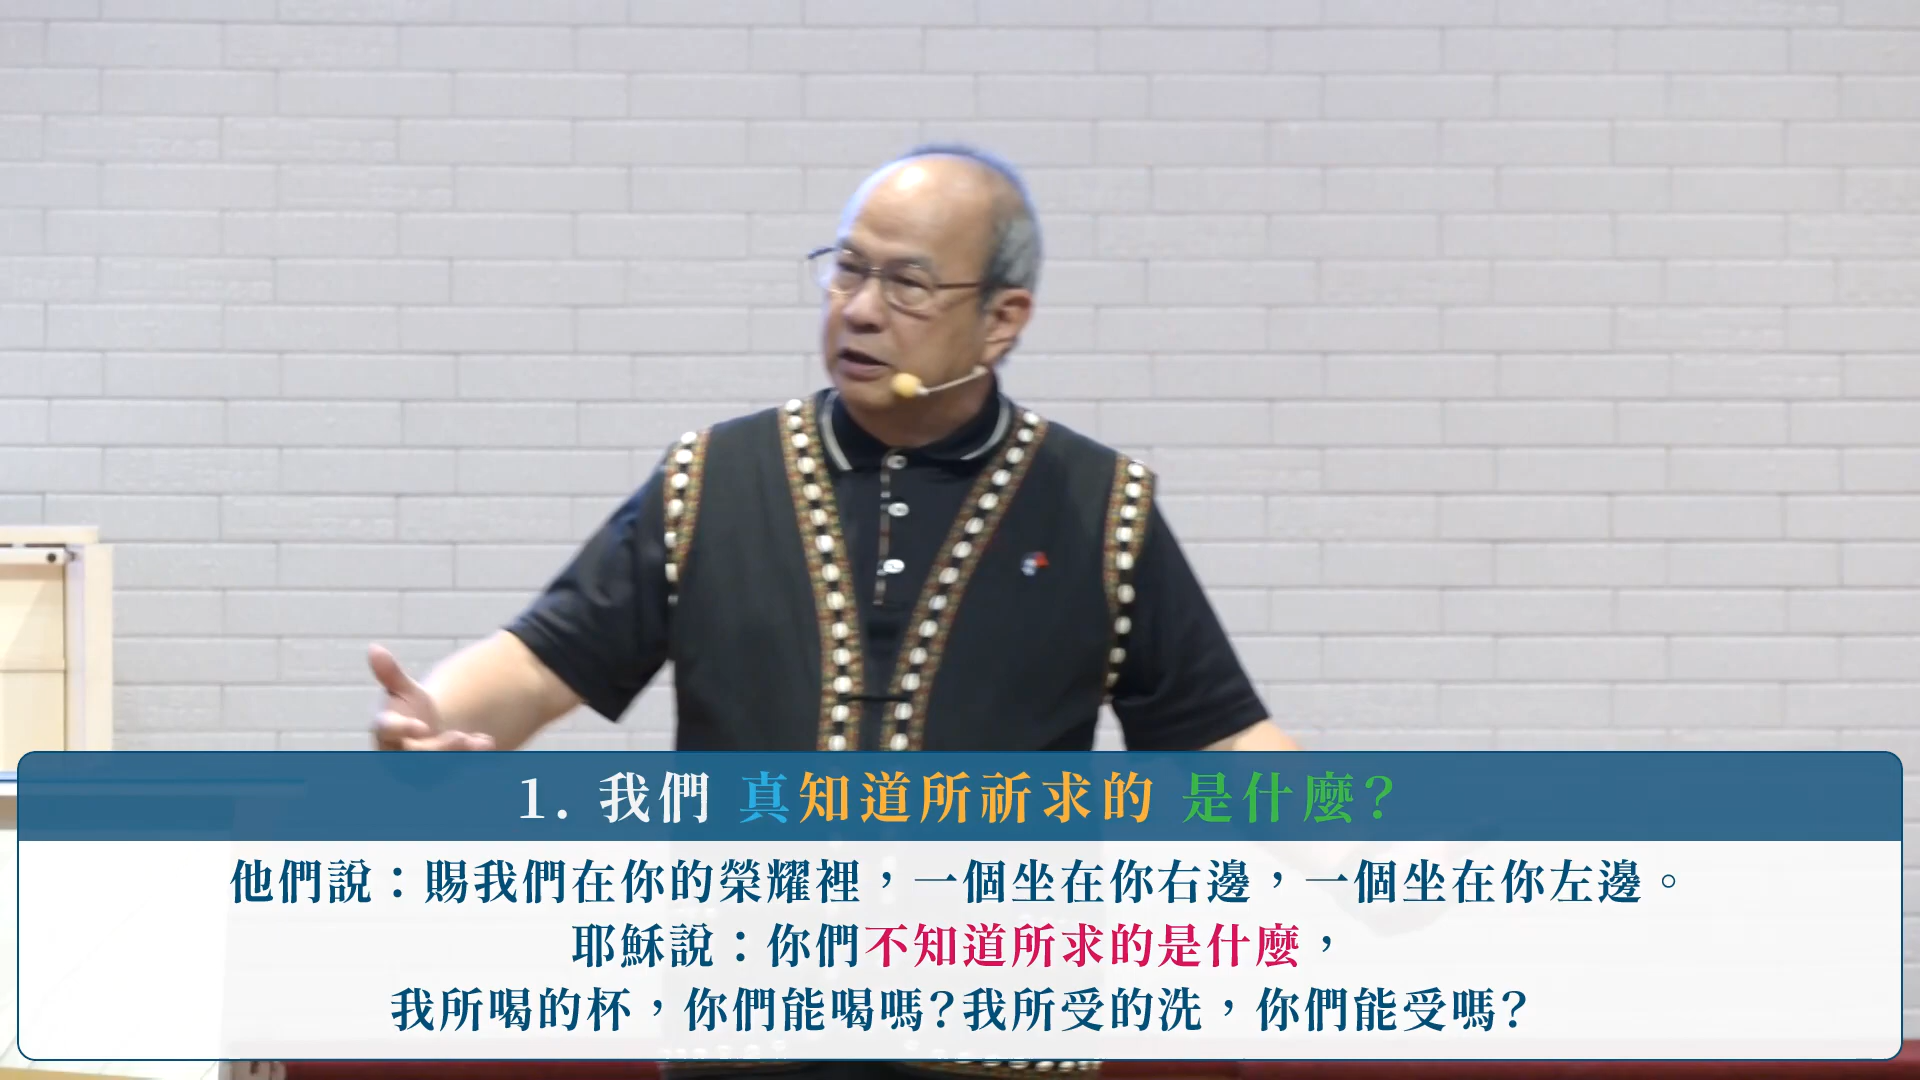 1. 我們 真知道所祈求的 是什麼?
他們說：賜我們在你的榮耀裡，一個坐在你右邊，一個坐在你左邊。
耶穌說：你們不知道所求的是什麼，
我所喝的杯，你們能喝嗎?我所受的洗，你們能受嗎?